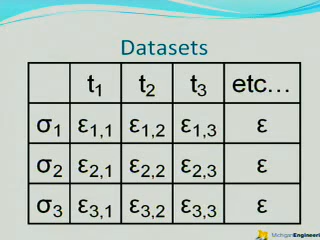 Datasets
t₁ t₂ t₃ etc...
σ₁ ε₁,₁ ε₁,₂ ε₁,₃ ε
σ₂ ε₂,₁ ε₂,₂ ε₂,₃ ε
σ₃ ε₃,₁ ε₃,₂ ε₃,₃ ε
MichiganEngineeri